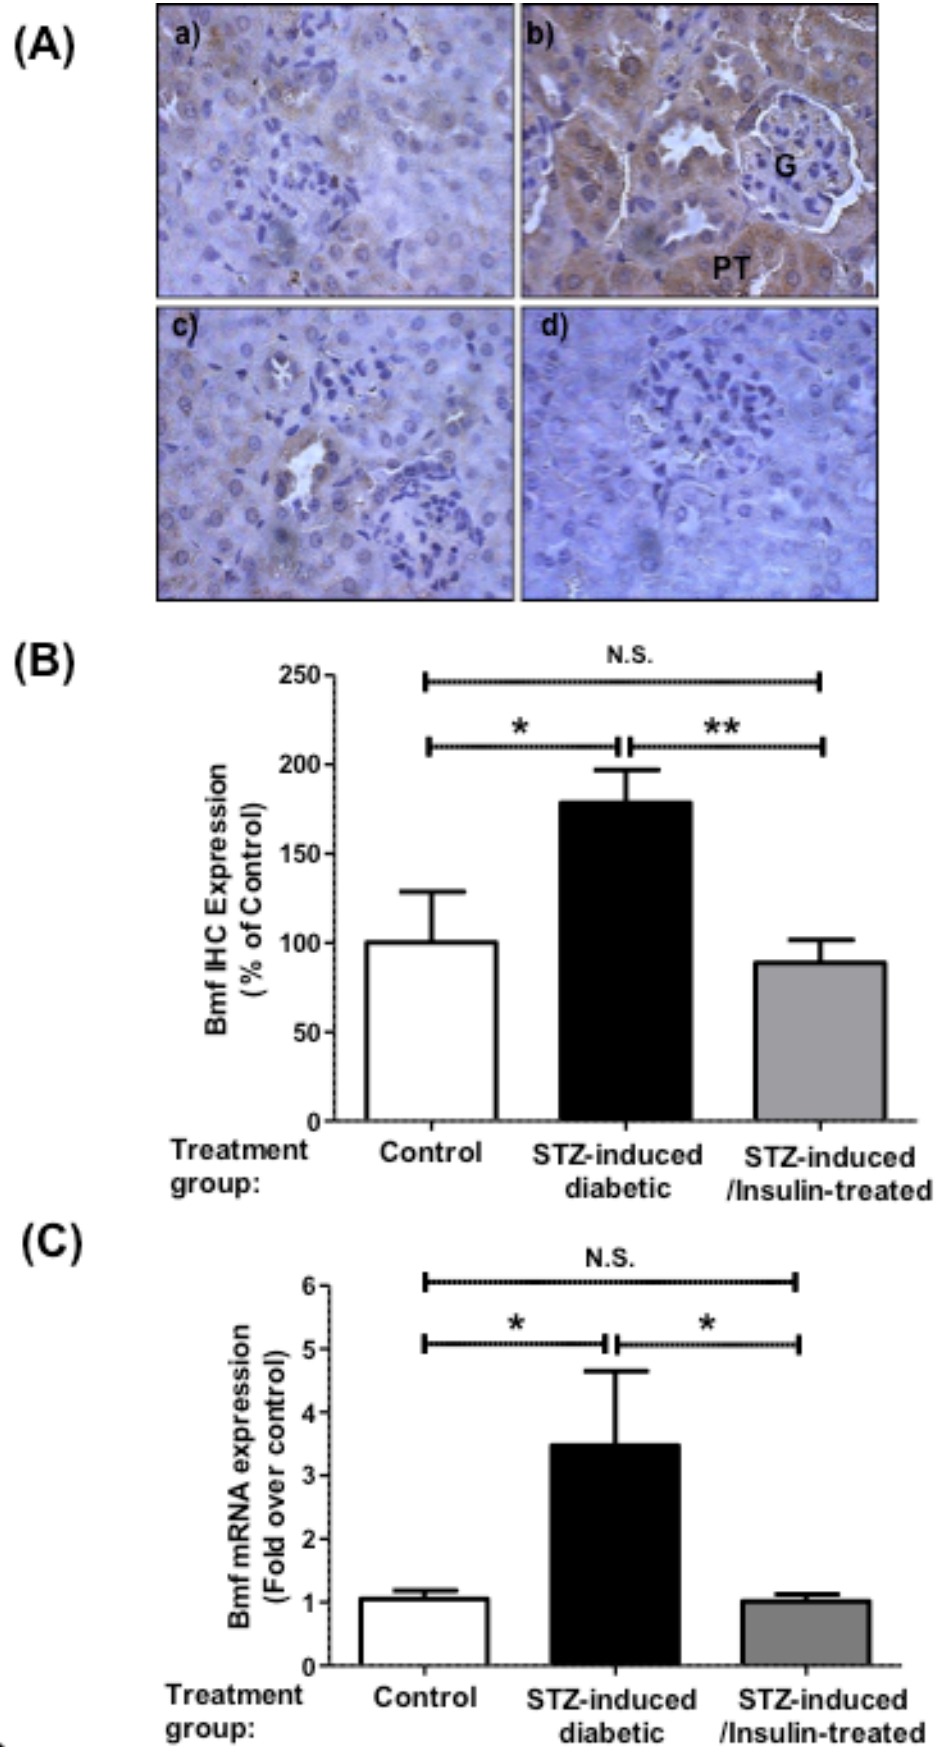 (A)
a)
b)
G
PT
c)
d)
(B)
N.S.
*
**
250
200
150
100
50
0
Bmf IHC Expression
(% of Control)
Treatment
group:
Control
STZ-induced
diabetic
STZ-induced
/Insulin-treated
(C)
N.S.
*
*
6
5
4
3
2
1
0
Bmf mRNA expression
(Fold over control)
Treatment
group:
Control
STZ-induced
diabetic
STZ-induced
/Insulin-treated